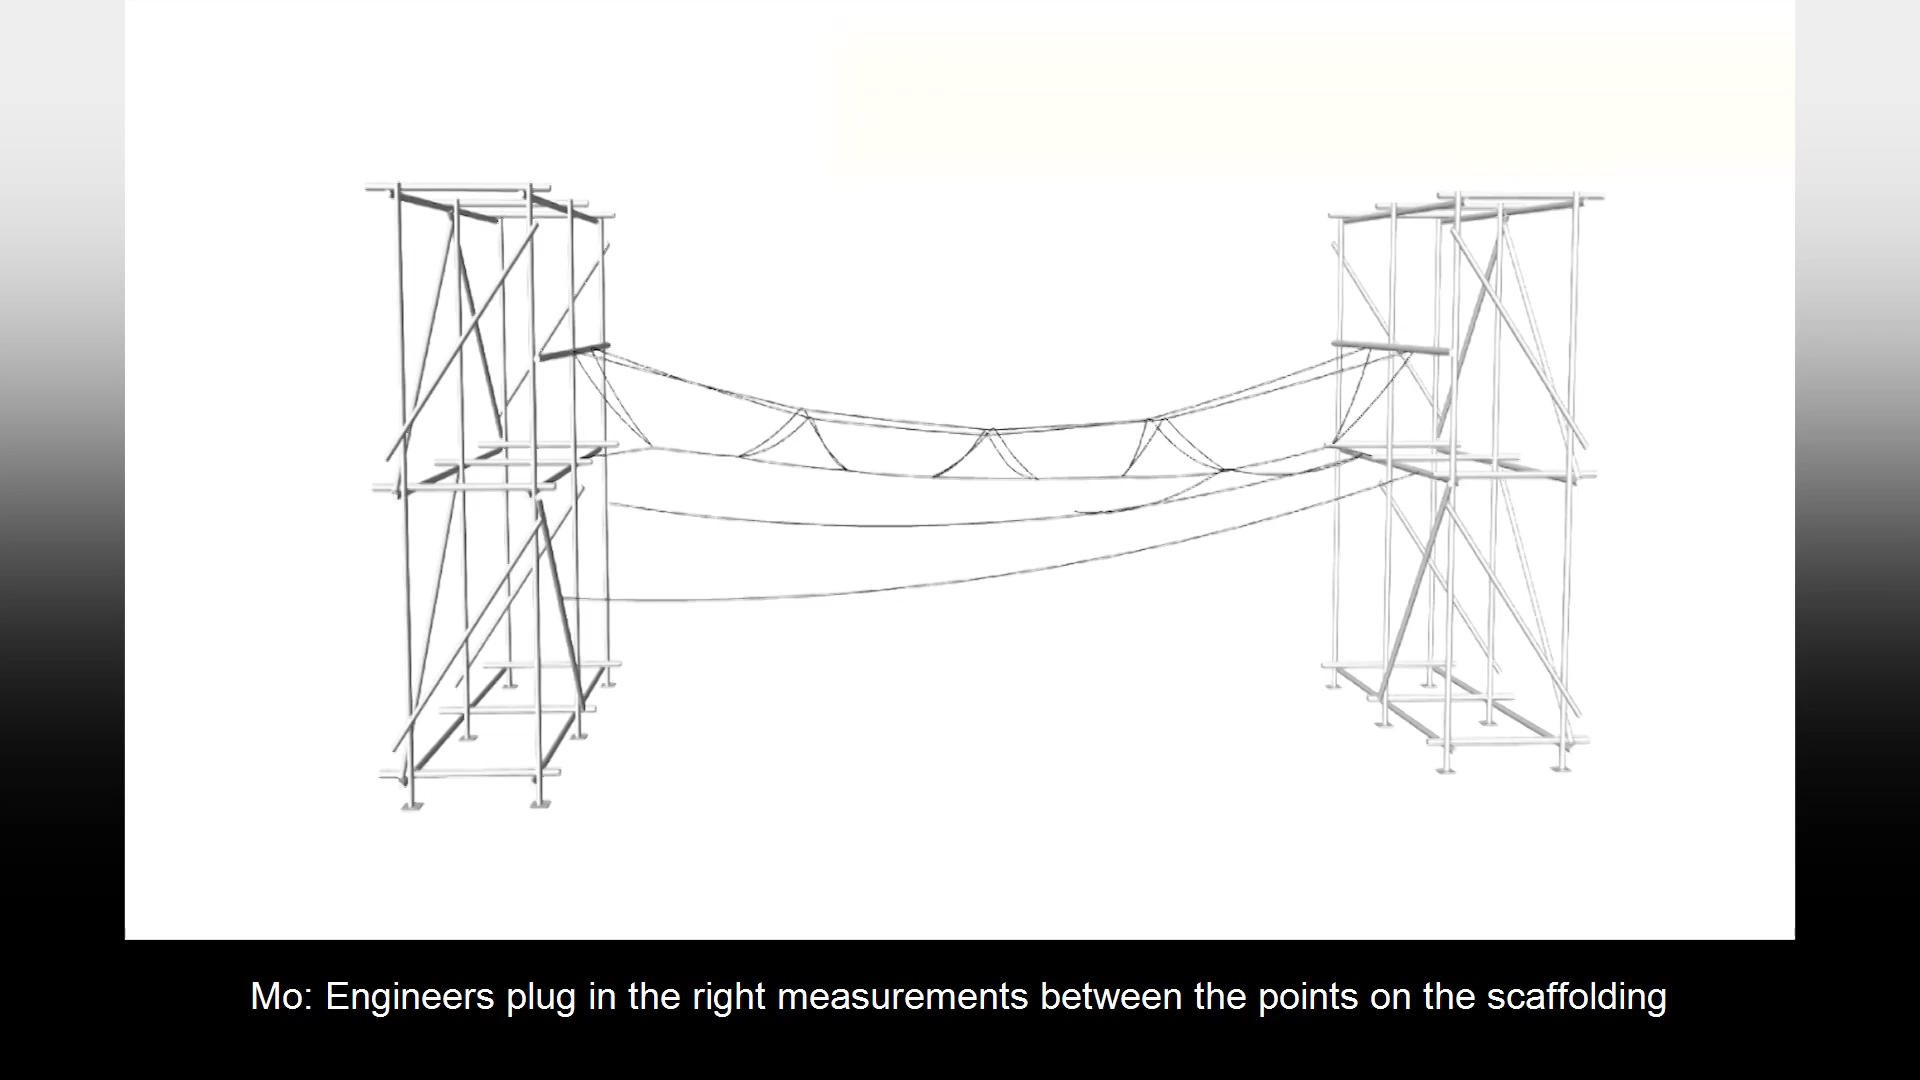 Mo: Engineers plug in the right measurements between the points on the scaffolding